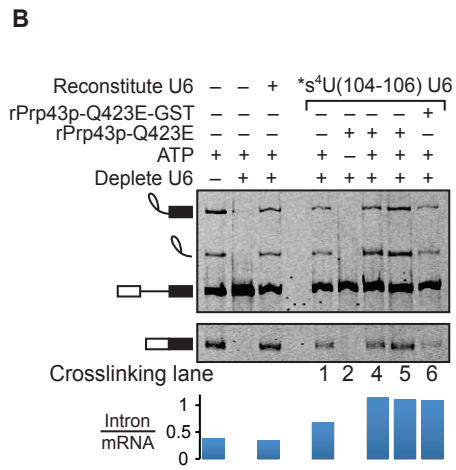 B
Reconstitute U6 – – + *s⁴U(104-106) U6
rPrp43p-Q423E-GST +
rPrp43p-Q423E + + +
ATP + + + + – + + +
Deplete U6 – + + + + + + +
Crosslinking lane 1 2 4 5 6
Intron
mRNA
1
0.5
0